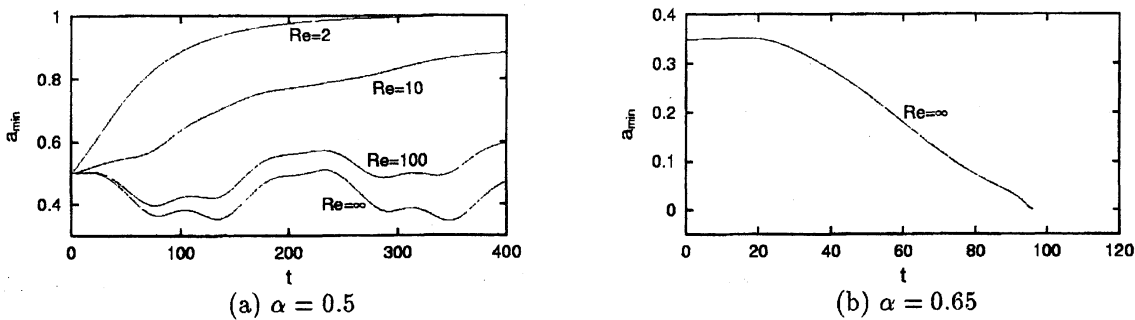 1
0.8
0.6
0.4
a_min
Re=2
Re=10
Re=100
Re=∞
0 100 200 300 400
t
(a) α = 0.5
0.4
0.3
0.2
0.1
0
a_min
Re=∞
0 20 40 60 80 100 120
t
(b) α = 0.65